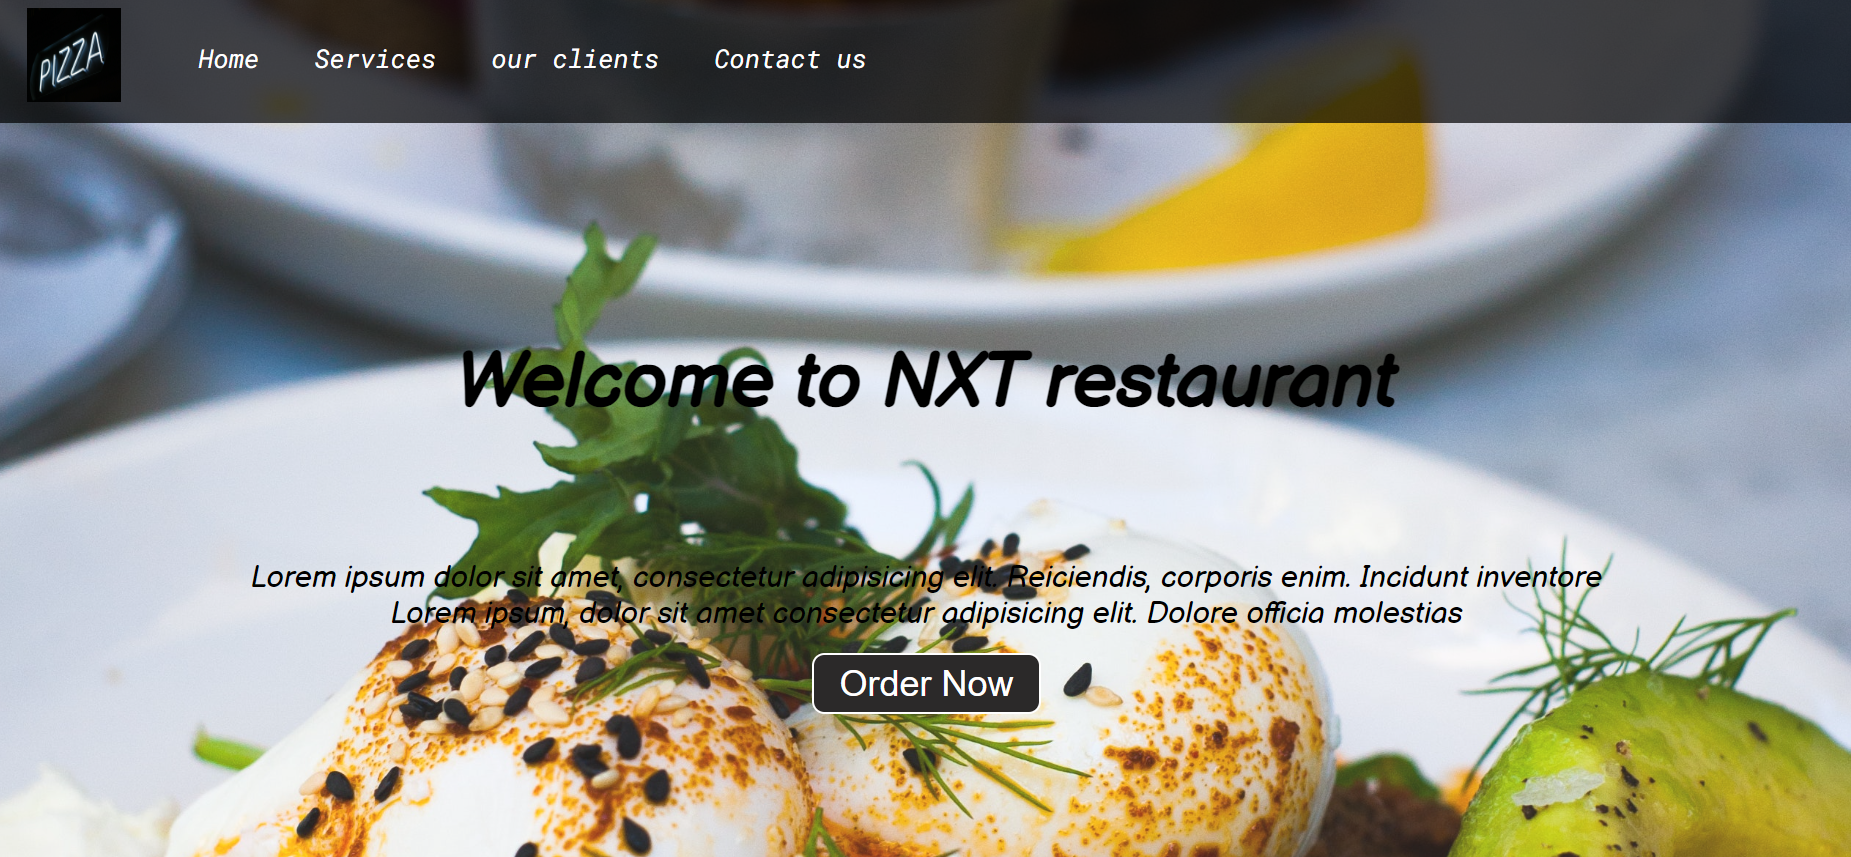 PIZZA
Home Services our clients Contact us
Welcome to NXT restaurant
Lorem ipsum dolor sit amet, consectetur adipisicing elit. Reiciendis, corporis enim. Incidunt inventore
Lorem ipsum, dolor sit amet consectetur adipisicing elit. Dolore officia molestias
Order Now